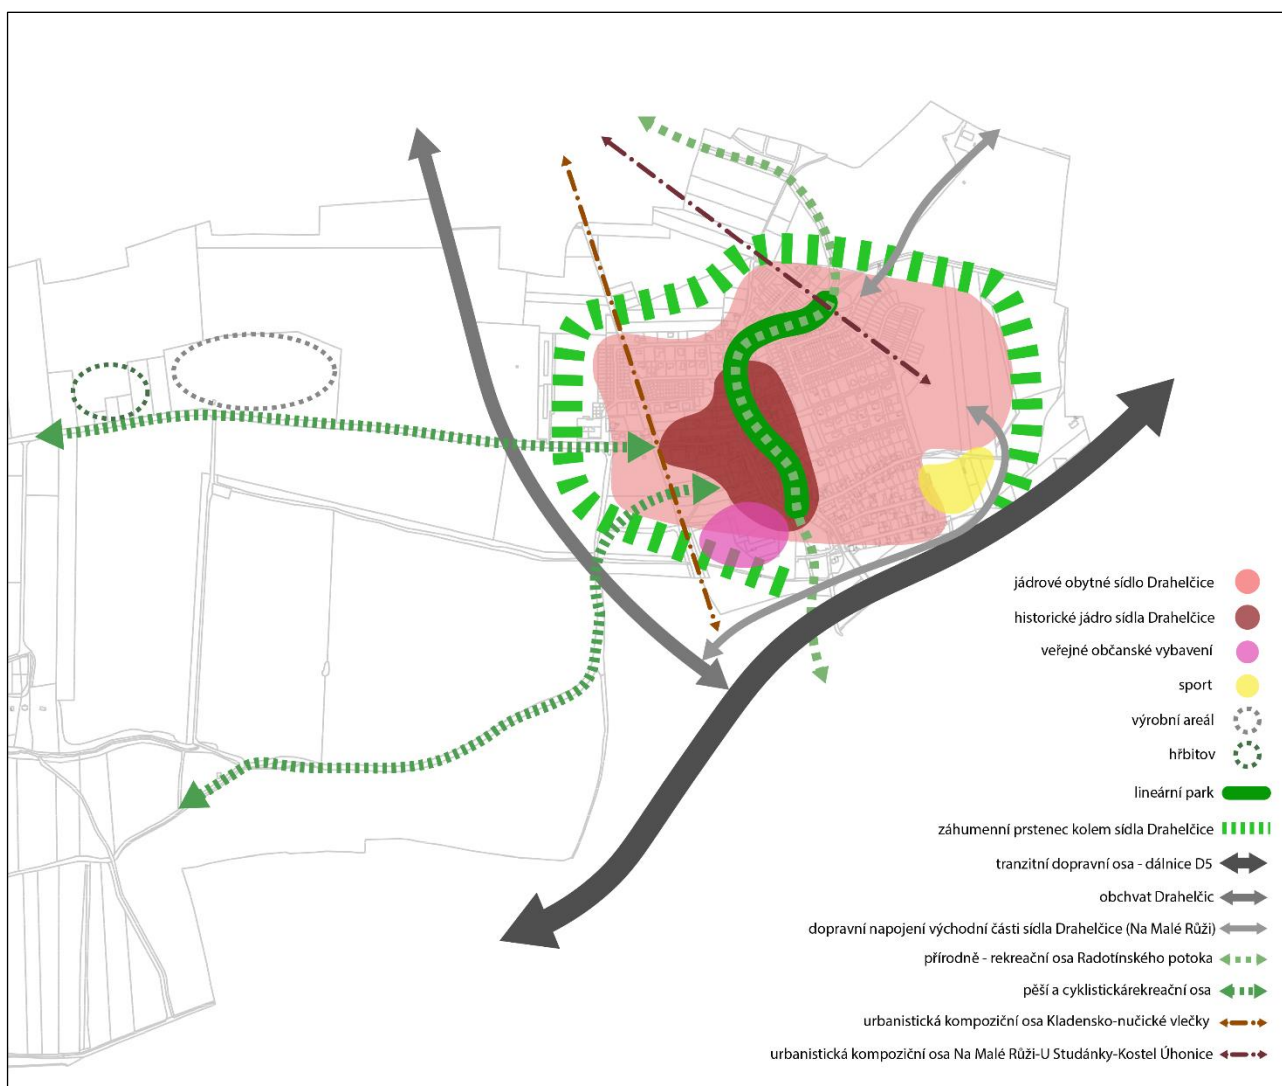 jádrové obytné sídlo Drahelčice
historické jádro sídla Drahelčice
veřejné občanské vybavení
sport
výrobní areál
hřbitov
lineární park
záhumenní prstenec kolem sídla Drahelčice
tranzitní dopravní osa - dálnice D5
obchvat Drahelčic
dopravní napojení východní části sídla Drahelčice (Na Malé Růži)
přírodně - rekreační osa Radotínského potoka
pěší a cyklistickárekreační osa
urbanistická kompoziční osa Kladensko-nučické vlečky
urbanistická kompoziční osa Na Malé Růži-U Studánky-Kostel Úhonice